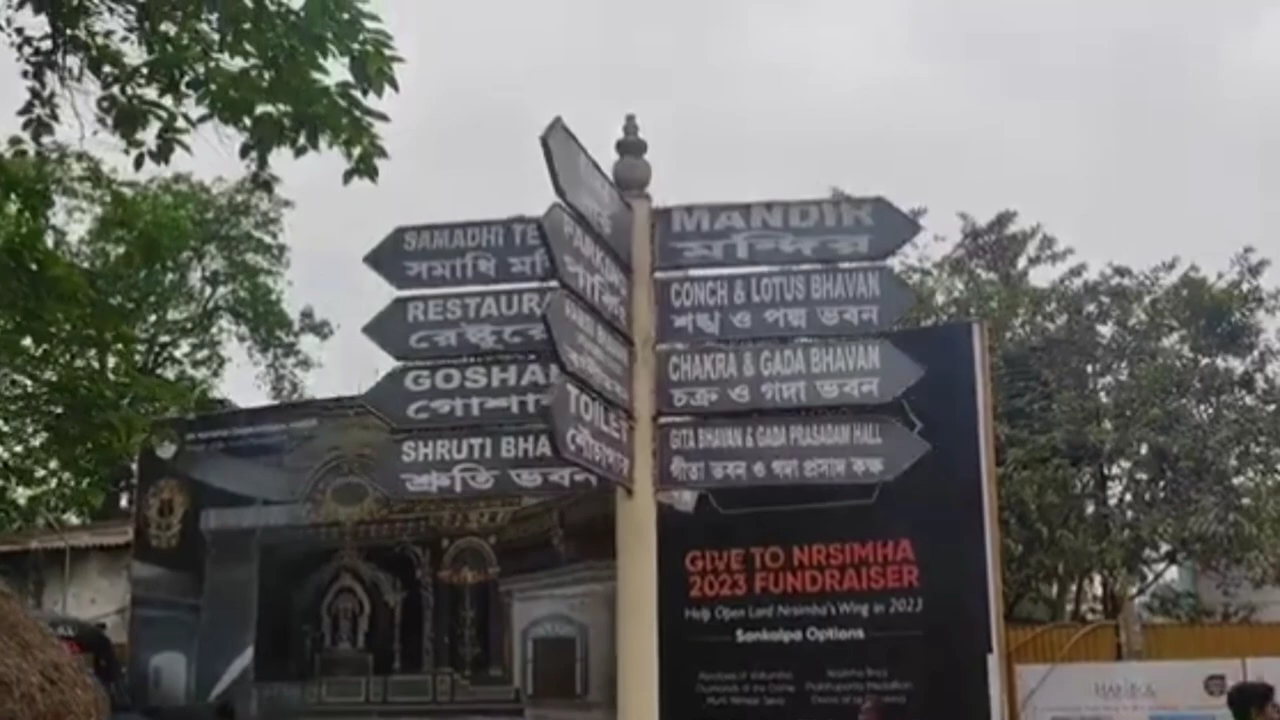 SAMADHI TE
সমাধি মন্দি
RESTAURA
GOSHAL
গোশাল
SHRUTI BHA
শ্রুতি ভবন
PARKING
পার্কিং
TOILET
শৌচাগার
MANDIR
মন্দির
CONCH & LOTUS BHAVAN
শঙ্খ ও পদ্ম ভবন
CHAKRA & GADA BHAVAN
চক্র ও গদা ভবন
GITA BHAVAN & GADA PRASADAM HALL
গীতা ভবন ও গদা প্রসাদ কক্ষ
GIVE TO NRSIMHA
2023 FUNDRAISER
Help Open Lord Nrsimha's Wing in 2023
Sankalpa Options